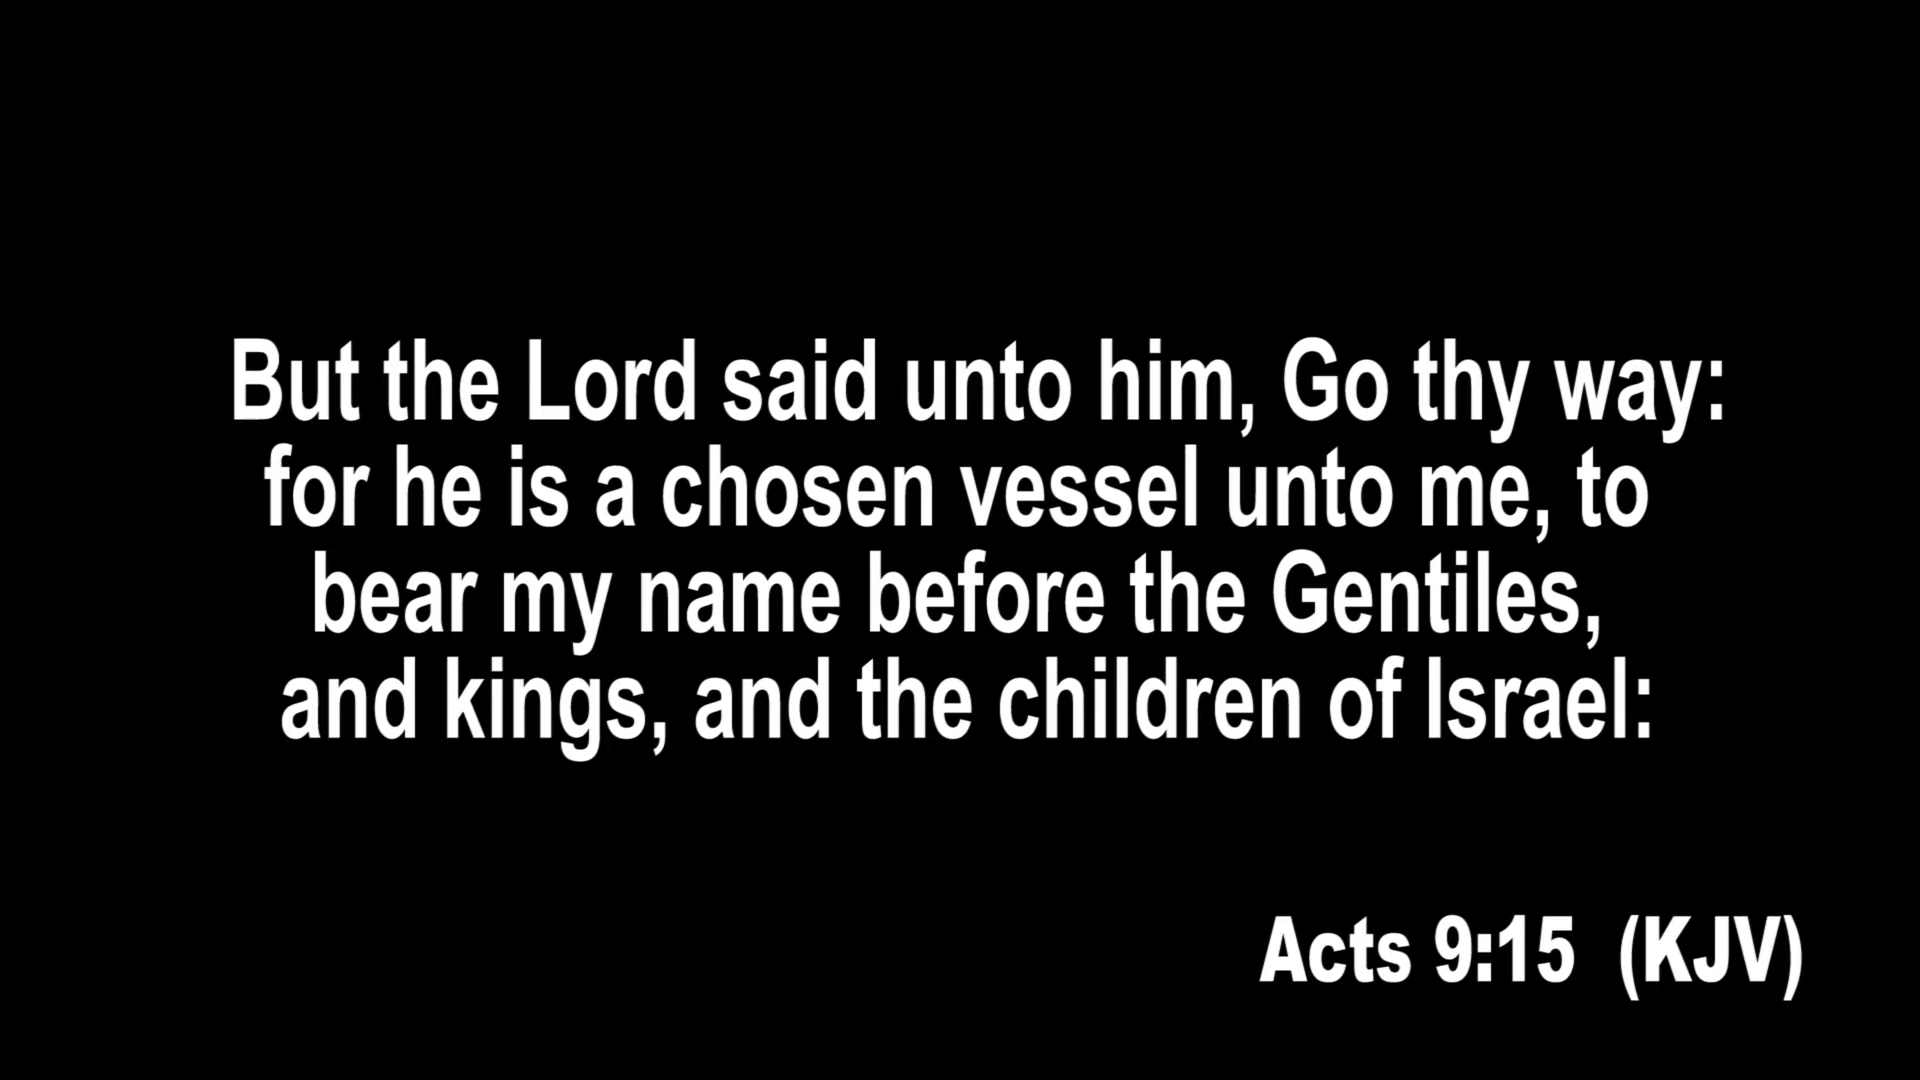 But the Lord said unto him, Go thy way:
for he is a chosen vessel unto me, to
bear my name before the Gentiles,
and kings, and the children of Israel:
Acts 9:15 (KJV)